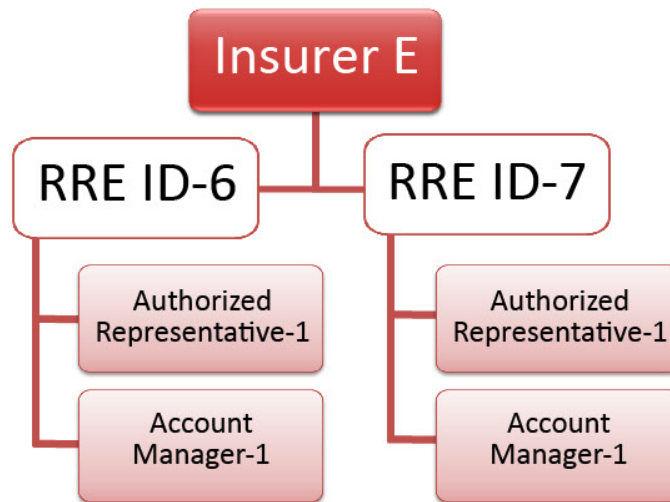 Insurer E
RRE ID-6
RRE ID-7
Authorized
Representative-1
Account
Manager-1
Authorized
Representative-1
Account
Manager-1